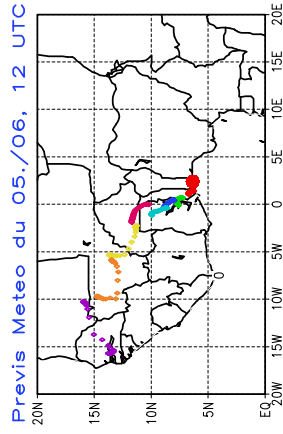 Previs Meteo du 05./06, 12 UTC
20N
15N
10N
5N
EQ
20E
15E
10E
5E
0
5W
10W
15W
20W
0